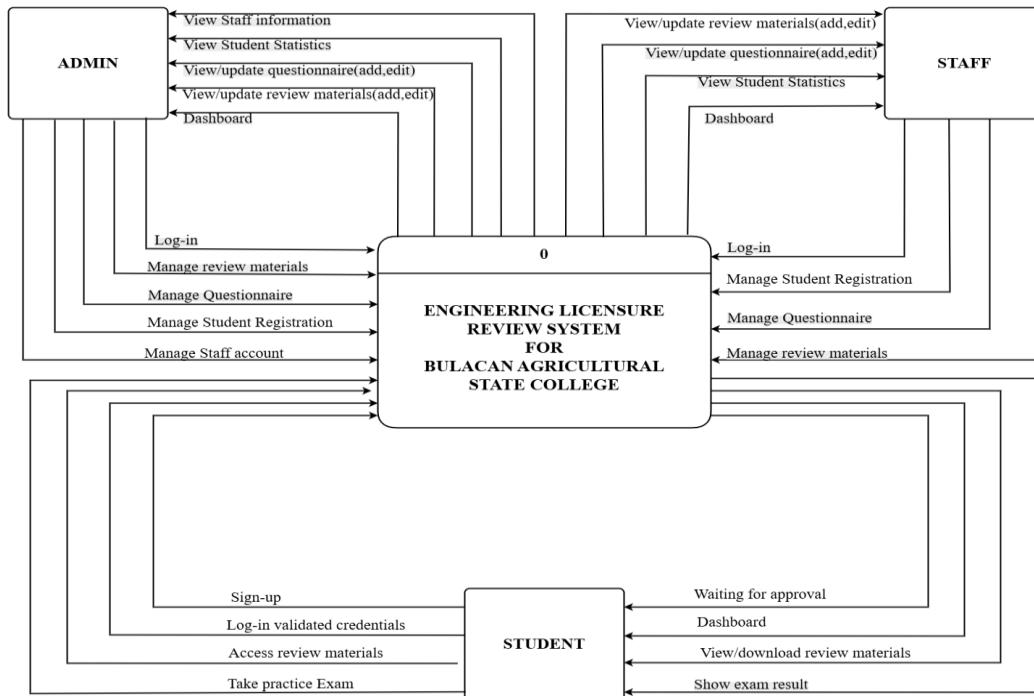 View Staff information
View Student Statistics
ADMIN
View/update questionnaire(add,edit)
View/update review materials(add,edit)
Dashboard
View/update review materials(add,edit)
View/update questionnaire(add,edit)
STAFF
View Student Statistics
Dashboard
Log-in
Manage review materials
Manage Questionnaire
Manage Student Registration
Manage Staff account
0
ENGINEERING LICENSURE
REVIEW SYSTEM
FOR
BULACAN AGRICULTURAL
STATE COLLEGE
Log-in
Manage Student Registration
Manage Questionnaire
Manage review materials
Sign-up
Log-in validated credentials
Access review materials
Take practice Exam
STUDENT
Waiting for approval
Dashboard
View/download review materials
Show exam result